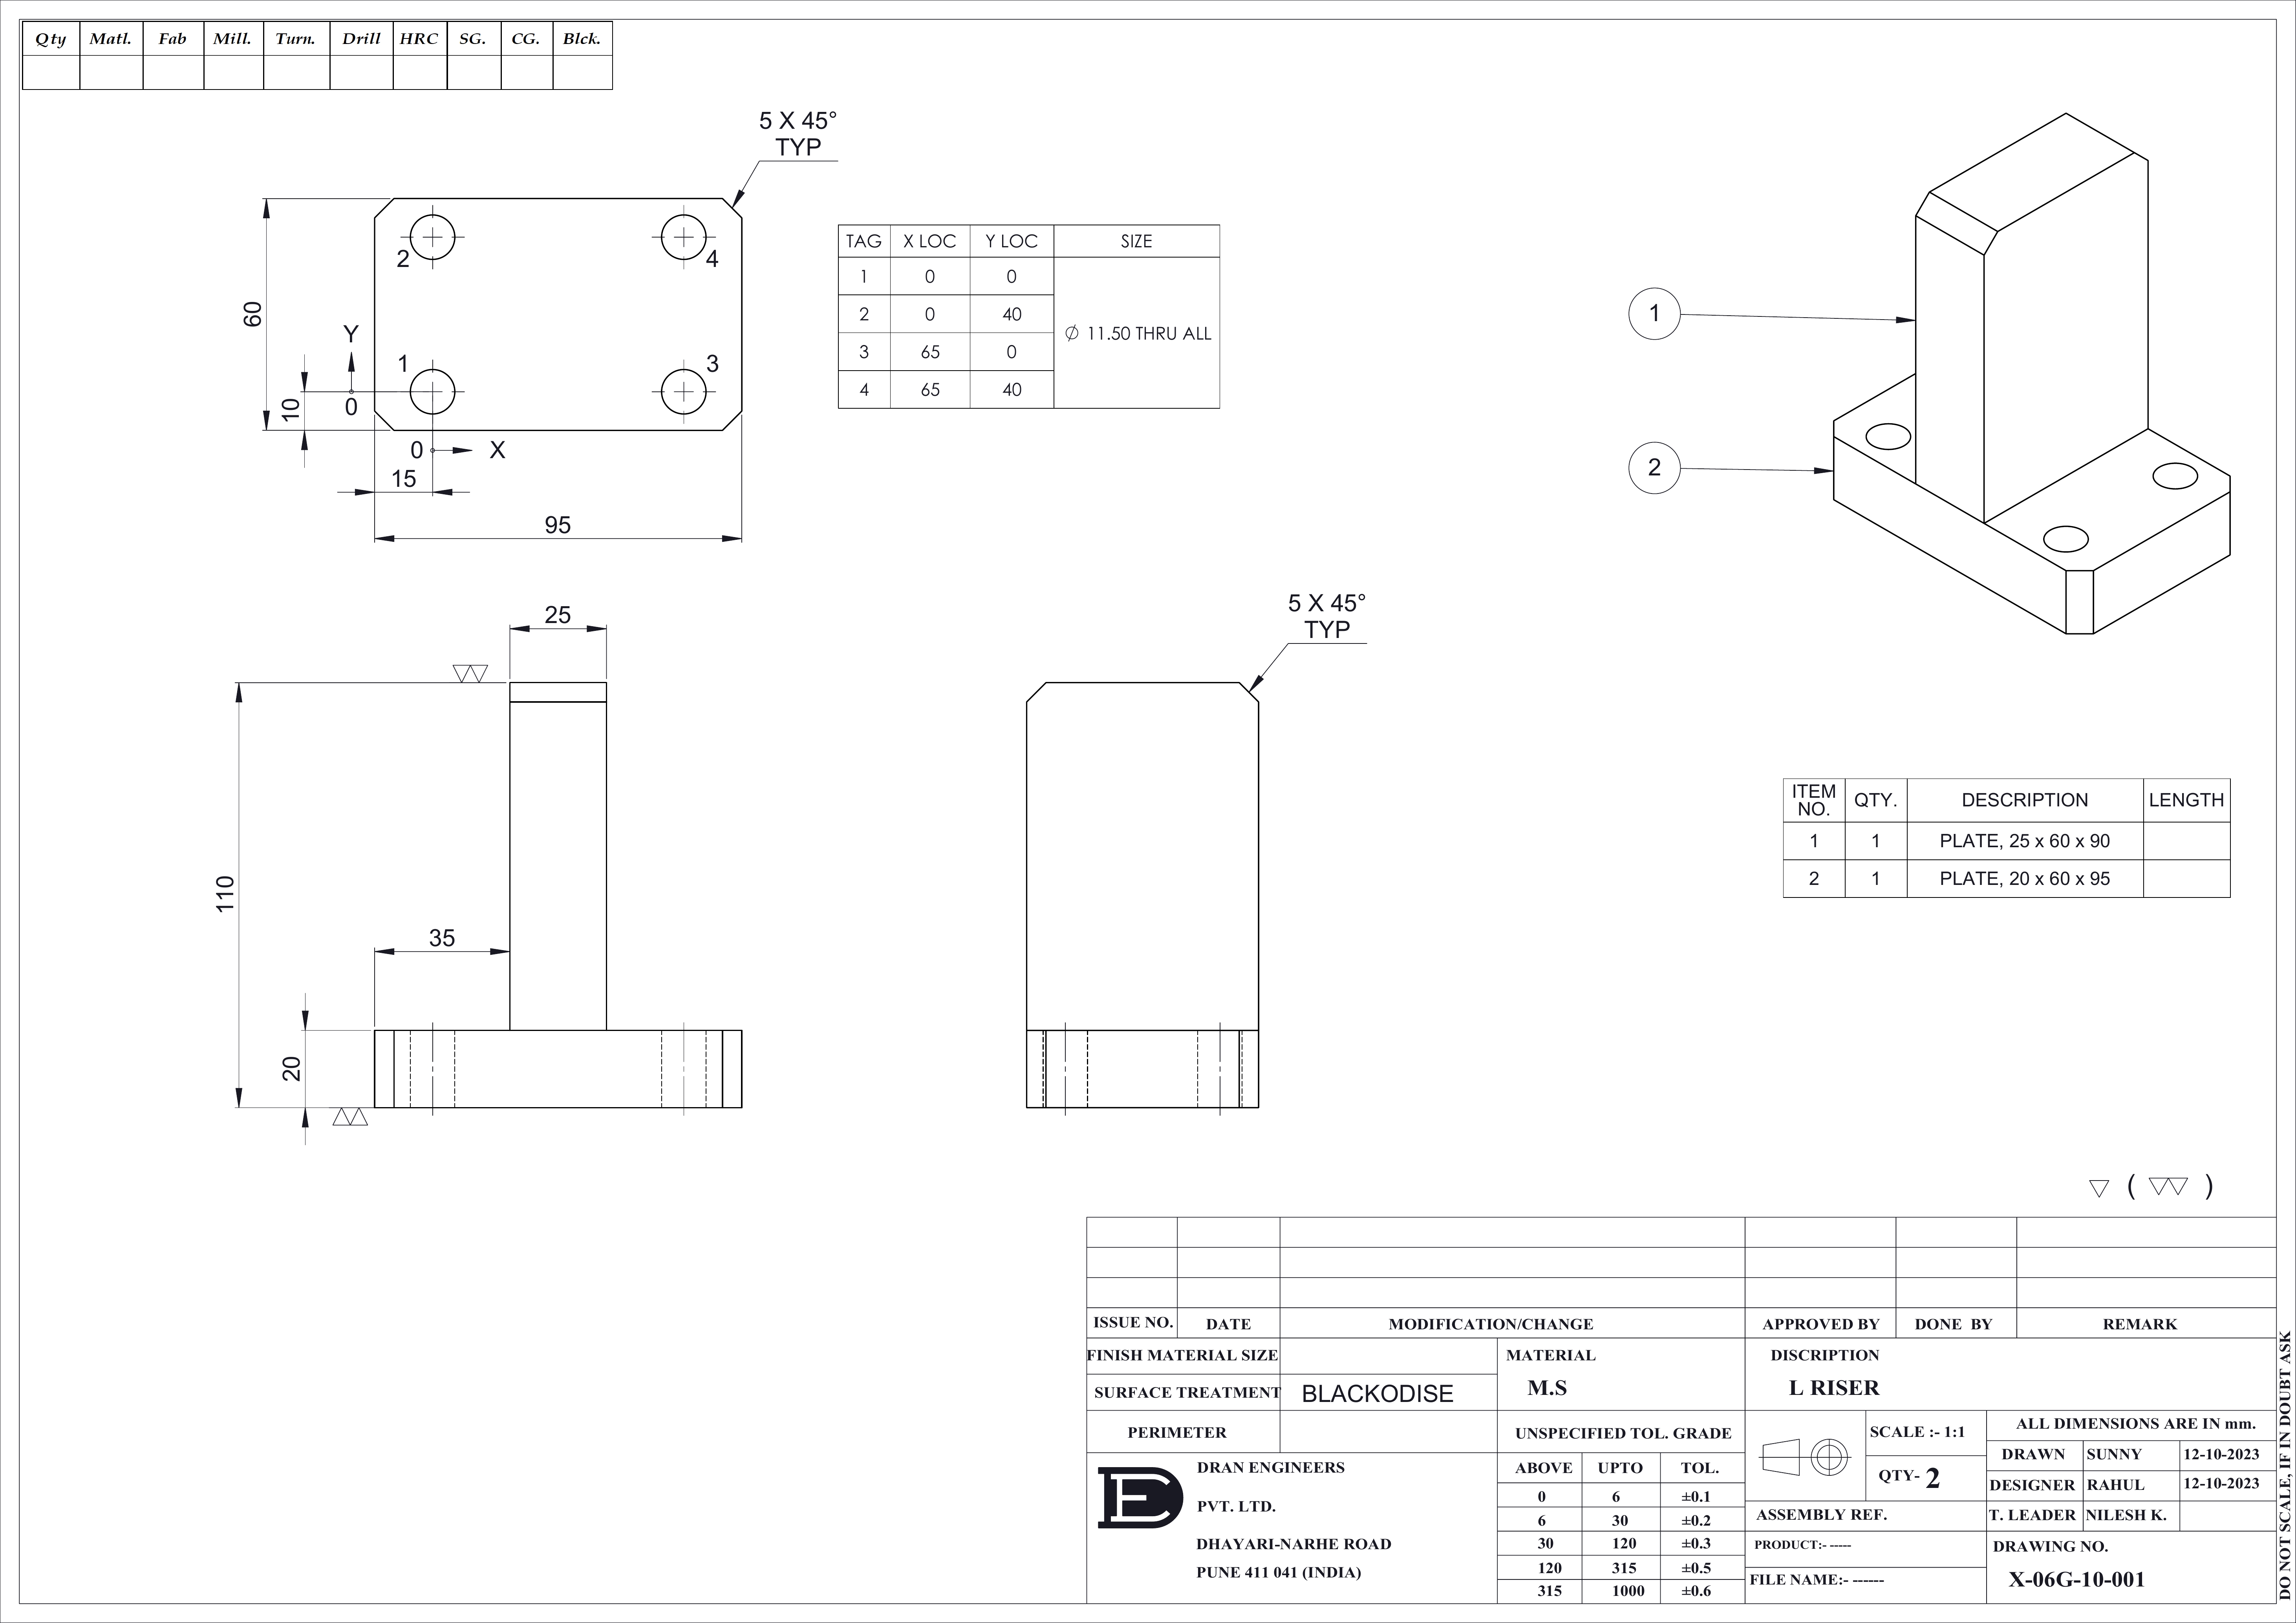 Qty Matl. Fab Mill. Turn. Drill HRC SG. CG. Blck.
5 X 45°
TYP
60
10
2
4
1
3
Y
0
0
X
15
95
TAG X LOC Y LOC SIZE
1 0 0
2 0 40
3 65 0
4 65 40
∅ 11.50 THRU ALL
1
2
25
110
35
20
5 X 45°
TYP
ITEM NO. QTY. DESCRIPTION LENGTH
1 1 PLATE, 25 x 60 x 90
2 1 PLATE, 20 x 60 x 95
( )
ISSUE NO. DATE MODIFICATION/CHANGE APPROVED BY DONE BY REMARK
FINISH MATERIAL SIZE
SURFACE TREATMENT BLACKODISE
PERIMETER
MATERIAL
M.S
DISCRIPTION
L RISER
UNSPECIFIED TOL. GRADE
ABOVE UPTO TOL.
0 6 ±0.1
6 30 ±0.2
30 120 ±0.3
120 315 ±0.5
315 1000 ±0.6
DRAN ENGINEERS
PVT. LTD.
DHAYARI-NARHE ROAD
PUNE 411 041 (INDIA)
SCALE :- 1:1
QTY- 2
ALL DIMENSIONS ARE IN mm.
DRAWN SUNNY 12-10-2023
DESIGNER RAHUL 12-10-2023
T. LEADER NILESH K.
ASSEMBLY REF.
PRODUCT:- -----
FILE NAME:- ------
DRAWING NO.
X-06G-10-001
DO NOT SCALE, IF IN DOUBT ASK